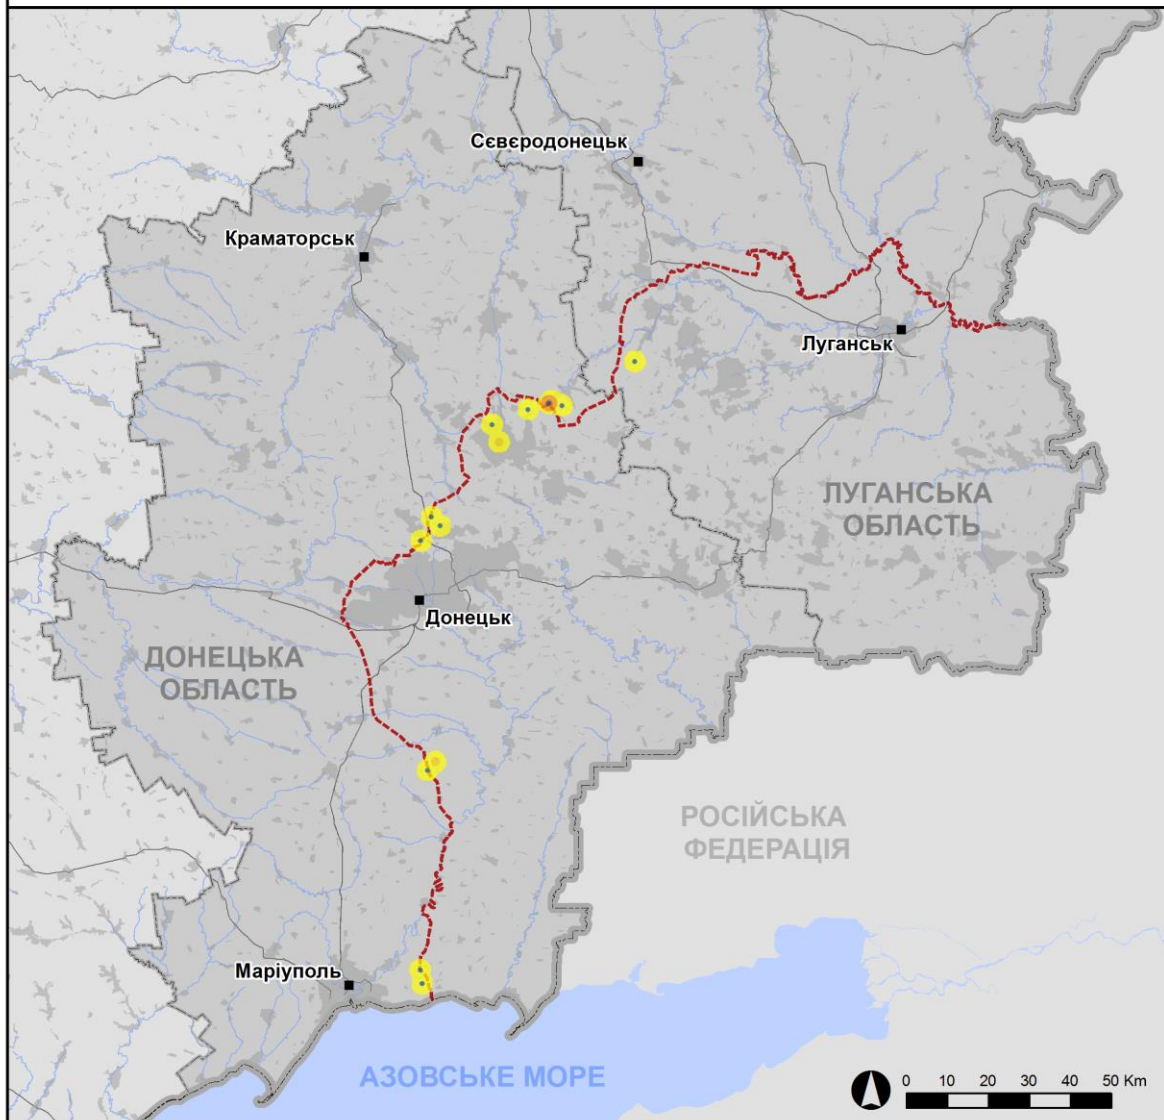 Сєвєродонецьк
Краматорськ
Луганськ
ЛУГАНСЬКА
ОБЛАСТЬ
Донецьк
ДОНЕЦЬКА
ОБЛАСТЬ
РОСІЙСЬКА
ФЕДЕРАЦІЯ
Маріуполь
АЗОВСЬКЕ МОРЕ
0 10 20 30 40 50 Km